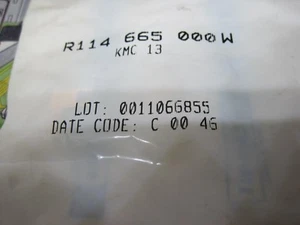 R114 665 000W
KMC 13
LOT: 0011066855
DATE CODE: C 00 46